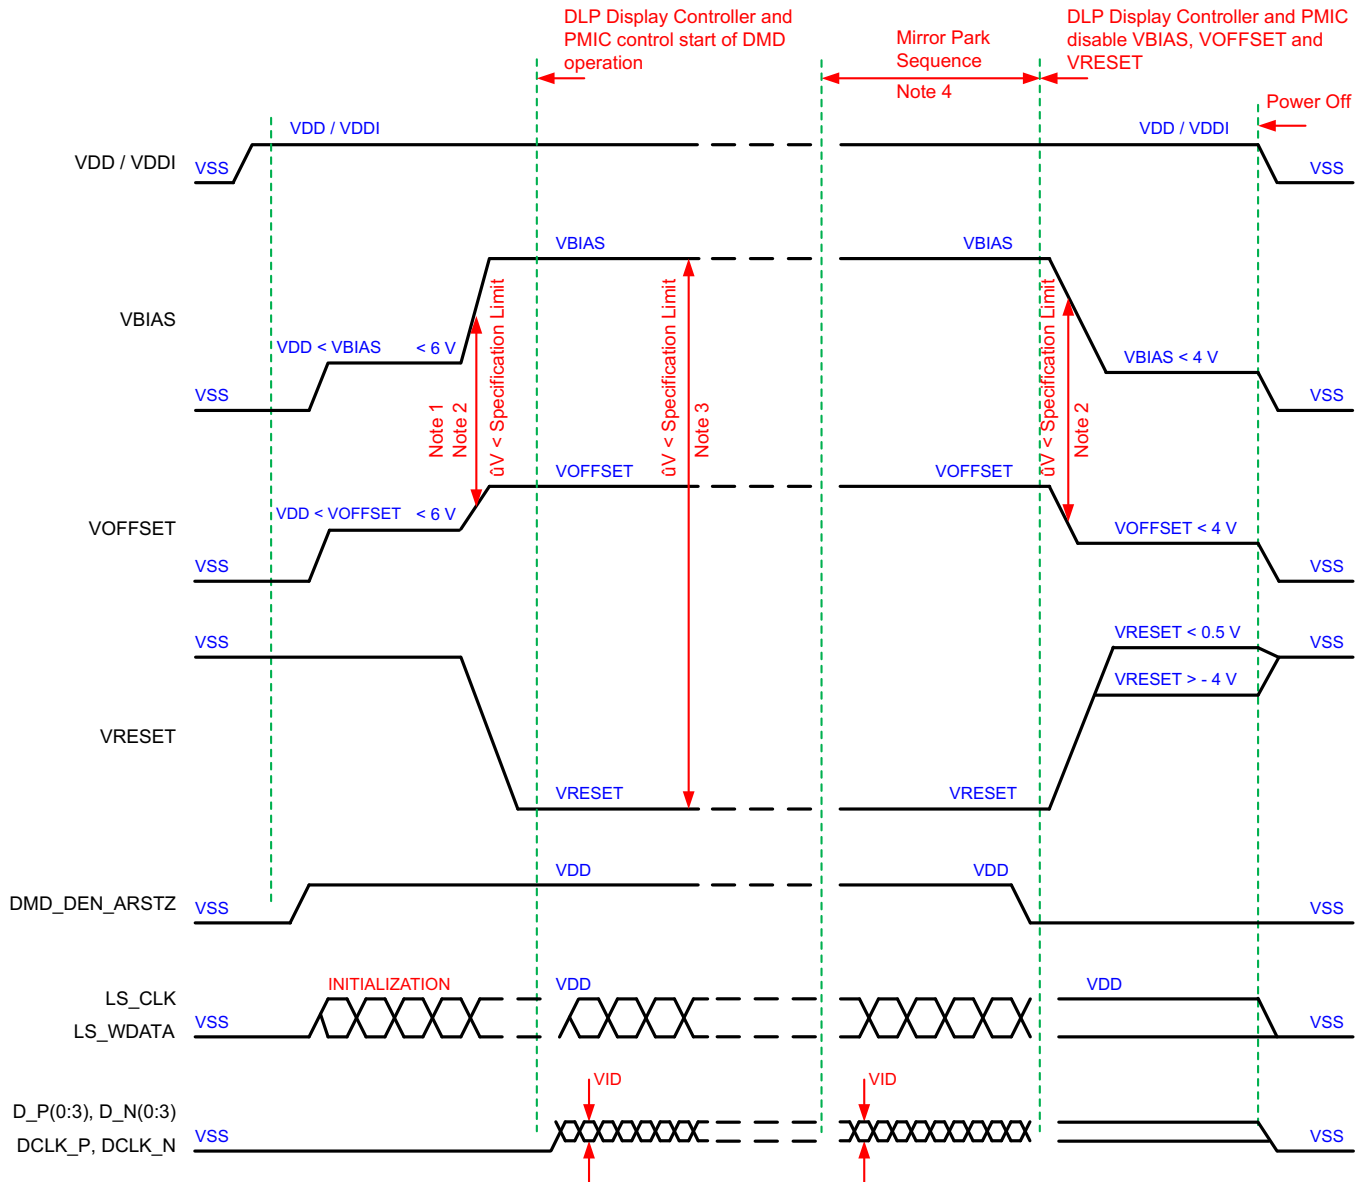 DLP Display Controller and
PMIC control start of DMD
operation
Mirror Park
Sequence
Note 4
DLP Display Controller and PMIC
disable VBIAS, VOFFSET and
VRESET
Power Off
VDD / VDDI
VSS
VDD / VDDI
VDD / VDDI
VSS
VBIAS
VSS
VDD < VBIAS < 6 V
Note 1
Note 2
ûV < Specification Limit
VBIAS
ûV < Specification Limit
Note 3
VBIAS
ûV < Specification Limit
Note 2
VBIAS < 4 V
VSS
VOFFSET
VSS
VDD < VOFFSET < 6 V
VOFFSET
VOFFSET
VOFFSET < 4 V
VSS
VRESET
VSS
VRESET
VRESET
VRESET < 0.5 V
VRESET > - 4 V
VSS
DMD_DEN_ARSTZ
VSS
VDD
VDD
VSS
LS_CLK
LS_WDATA
VSS
INITIALIZATION
VDD
VDD
VSS
D_P(0:3), D_N(0:3)
DCLK_P, DCLK_N
VSS
VID
VID
VSS